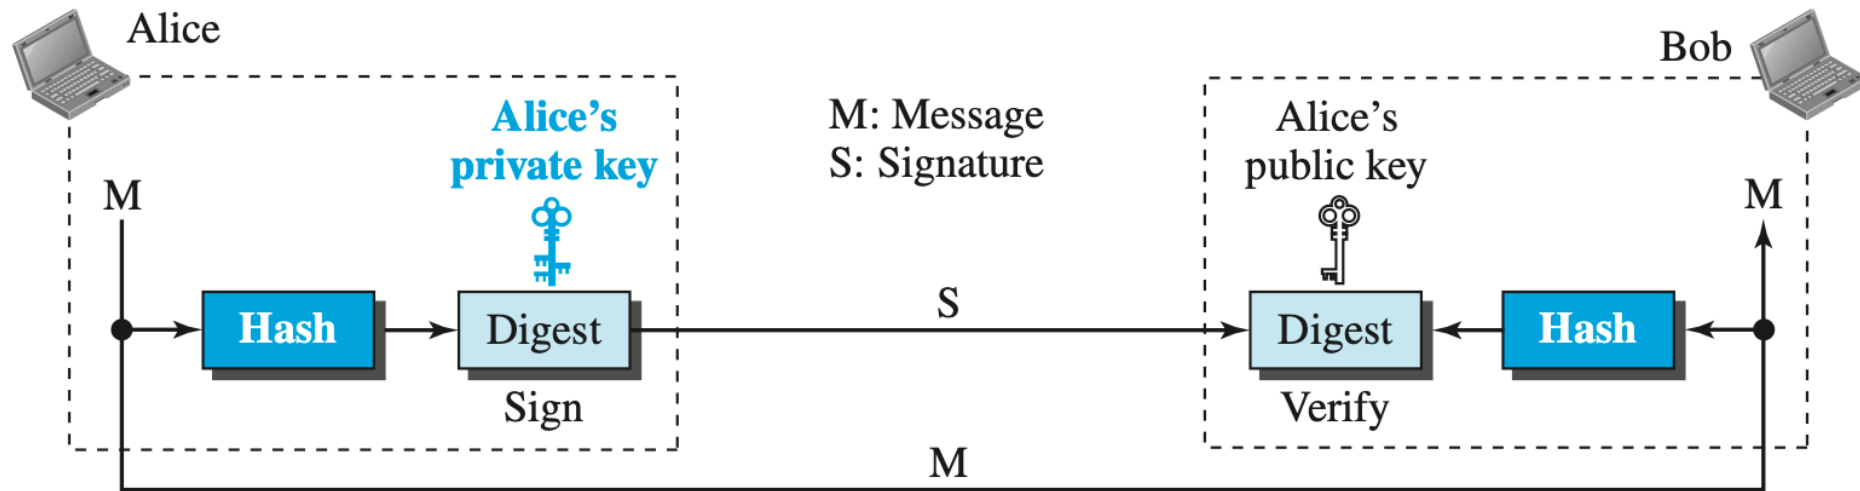 Alice
Bob
Alice's
private key
M: Message
S: Signature
Alice's
public key
M
M
S
Hash
Digest
Digest
Hash
Sign
Verify
M